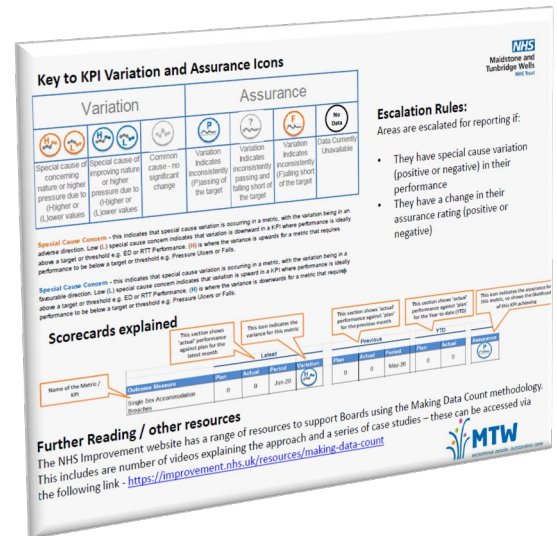 Key to KPI Variation and Assurance Icons
NHS
Maidstone and
Tunbridge Wells
NHS Trust
Variation
Assurance
H L
H L
P
?
F
No
Data
Special cause of
concerning
nature or higher
pressure due to
(H)igher or
(L)ower values
Special cause of
improving nature
or higher
pressure due to
(H)igher or
(L)ower values
Common
cause - no
significant
change
Variation
Indicates
inconsistently
(P)assing of
the target
Variation
Indicates
inconsistently
passing and
falling short of
the target
Variation
Indicates
inconsistently
(F)alling short
of the target
Data Currently
Unavailable
Escalation Rules:
Areas are escalated for reporting if:
• They have special cause variation
(positive or negative) in their
performance
• They have a change in their
assurance rating (positive or
negative)
Special Cause Concern - this indicates that special cause variation is occurring in a metric, with the variation being in an
adverse direction. Low (L) special cause concern indicates that variation is downward in a KPI where performance is ideally
above a target or threshold e.g. ED or RTT Performance. (H) is where the variance is upwards for a metric that requires
performance to be below a target or threshold e.g. Pressure Ulcers or Falls.
Special Cause Concern - this indicates that special cause variation is occurring in a metric, with the variation being in a
favourable direction. Low (L) special cause concern indicates that variation is upward in a KPI where performance is ideally
above a target or threshold e.g. ED or RTT Performance. (H) is where the variance is downwards for a metric that requires
performance to be below a target or threshold e.g. Pressure Ulcers or Falls.
Scorecards explained
Name of the Metric /
KPI
This section shows
'actual' performance
against plan for the
latest month
This icon indicates the
variance for this metric
This section shows 'actual'
performance against 'plan'
for the previous month
This section shows 'actual'
performance against 'plan'
for the Year to date (YTD)
This icon indicates the assurance for
this metric, so shows the likelihood
of this KPI achieving
Latest
Previous
YTD
Outcome Measure
Plan
Actual
Period
Variation
Plan
Actual
Period
Plan
Actual
Assurance
Single Sex Accommodation
Breaches
0
0
Jun-20
H
0
0
May-20
0
0
P
Further Reading / other resources
The NHS Improvement website has a range of resources to support Boards using the Making Data Count methodology.
This includes are number of videos explaining the approach and a series of case studies – these can be accessed via
the following link - https://improvement.nhs.uk/resources/making-data-count
MTW
exceptional people, outstanding care